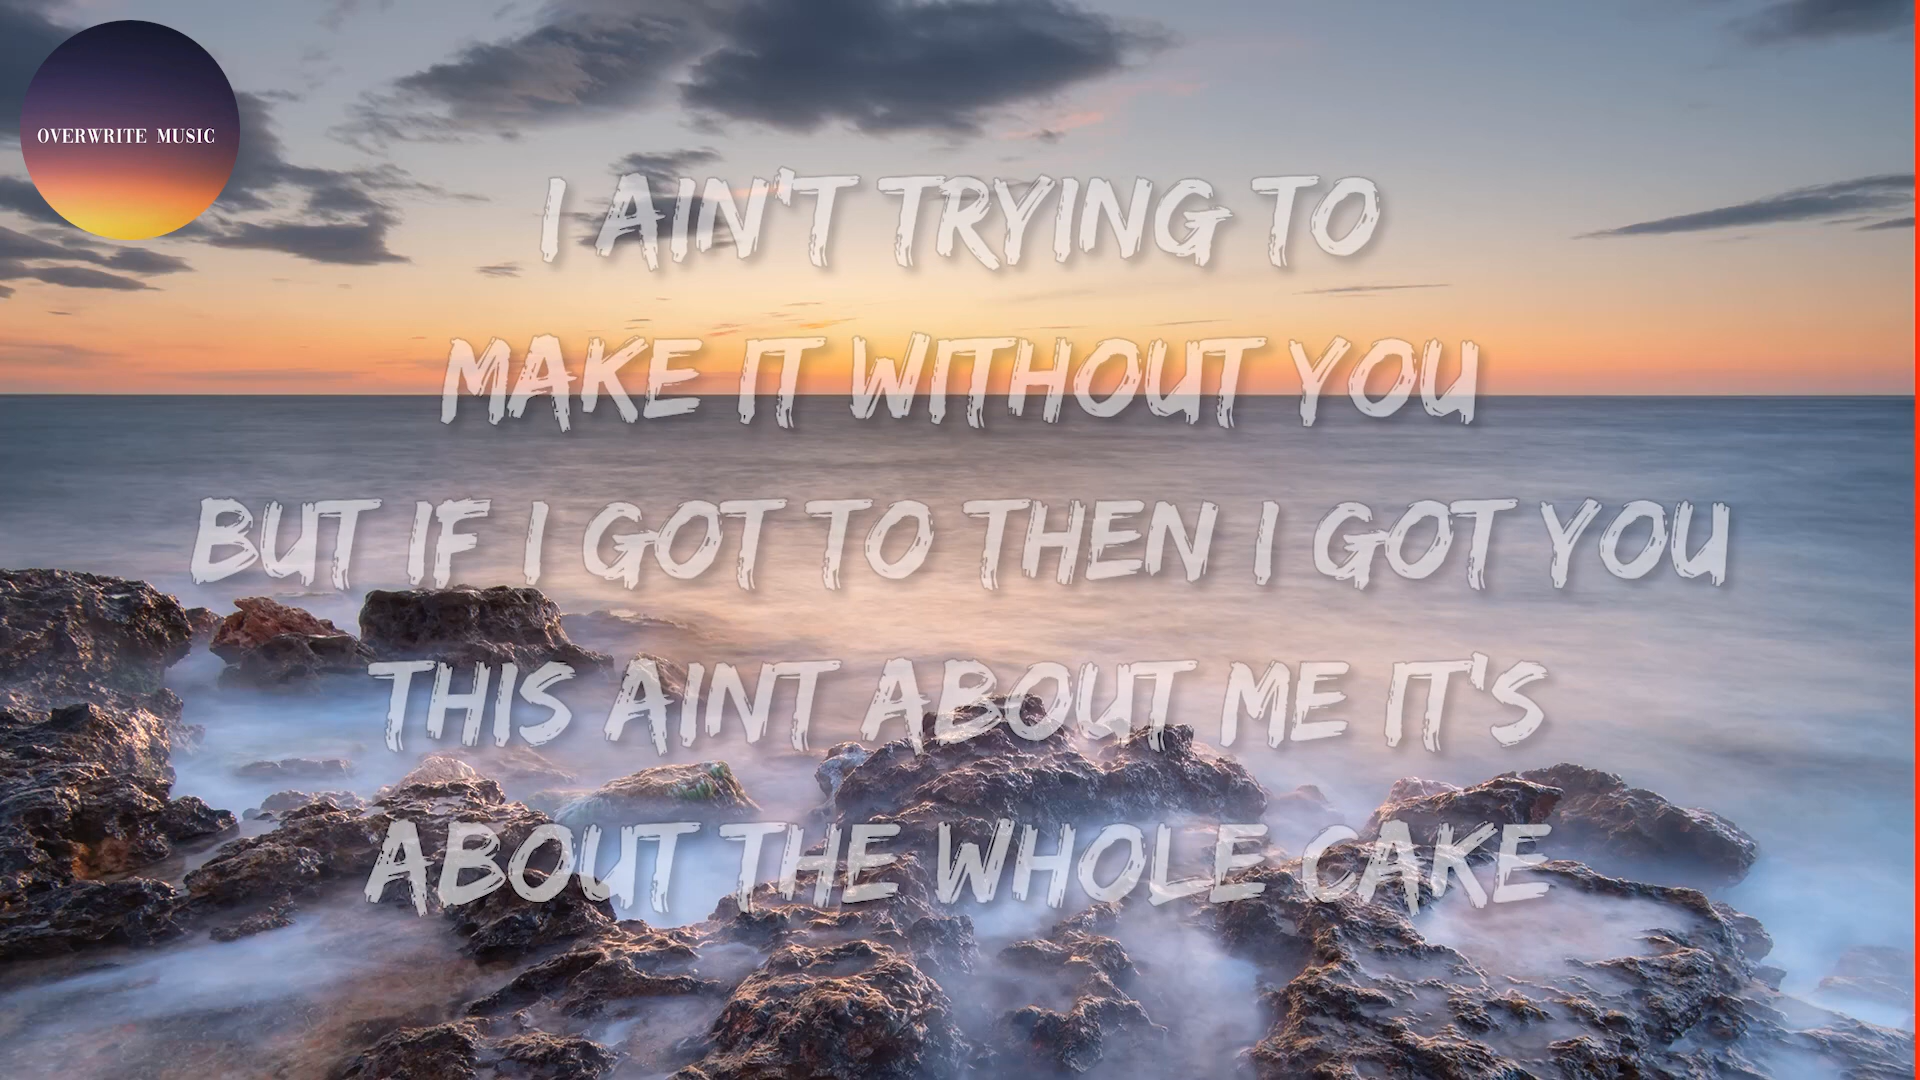 OVERWRITE MUSIC
I AIN'T TRYING TO
MAKE IT WITHOUT YOU
BUT IF I GOT TO THEN I GOT YOU
THIS AINT ABOUT ME IT'S
ABOUT THE WHOLE CAKE